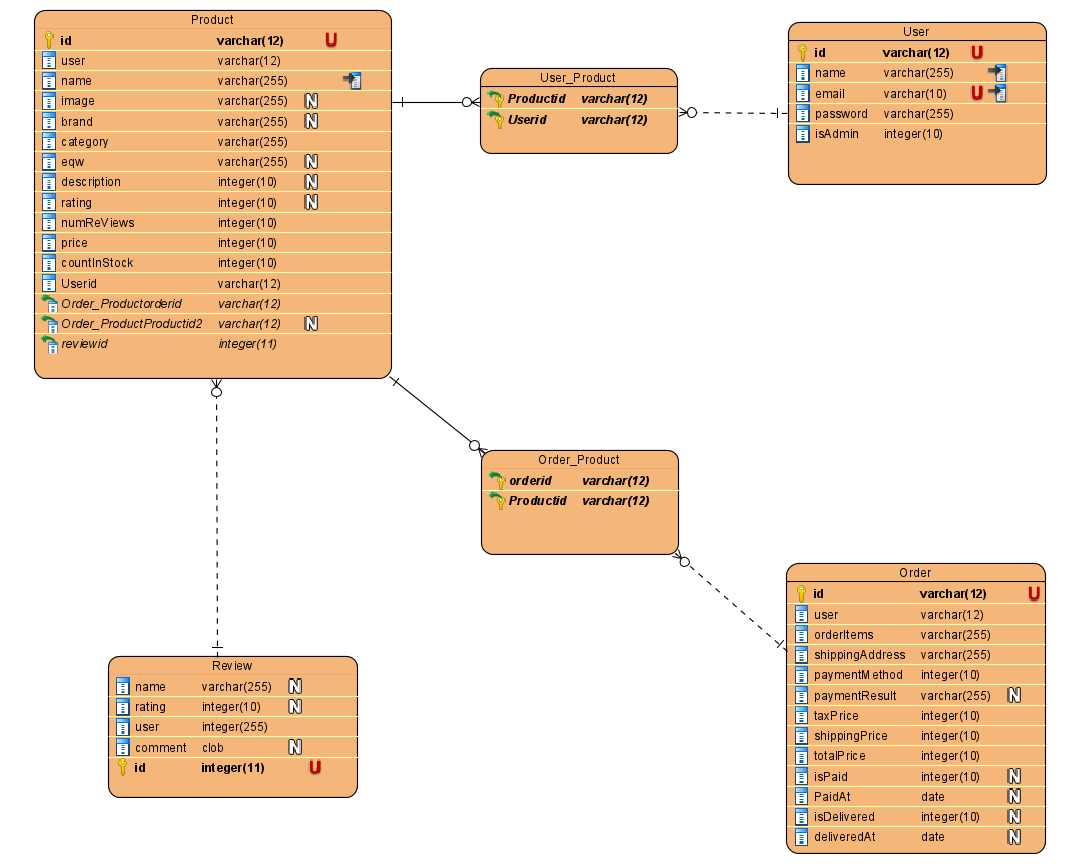 Product
id varchar(12) U
user varchar(12)
name varchar(255)
image varchar(255) N
brand varchar(255) N
category varchar(255)
eqw varchar(255) N
description integer(10) N
rating integer(10) N
numReViews integer(10)
price integer(10)
countInStock integer(10)
Userid varchar(12)
Order_Productorderid varchar(12)
Order_ProductProductid2 varchar(12) N
reviewid integer(11)
User_Product
Productid varchar(12)
Userid varchar(12)
User
id varchar(12) U
name varchar(255)
email varchar(10) U
password varchar(255)
isAdmin integer(10)
Order_Product
orderid varchar(12)
Productid varchar(12)
Review
name varchar(255) N
rating integer(10) N
user integer(255)
comment clob N
id integer(11) U
Order
id varchar(12) U
user varchar(12)
orderItems varchar(255)
shippingAddress varchar(255)
paymentMethod integer(10)
paymentResult varchar(255) N
taxPrice integer(10)
shippingPrice integer(10)
totalPrice integer(10)
isPaid integer(10) N
PaidAt date N
isDelivered integer(10) N
deliveredAt date N